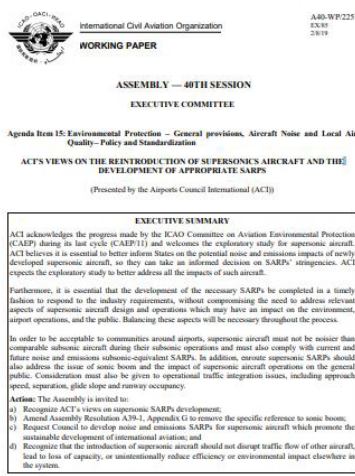 International Civil Aviation Organization
WORKING PAPER
A40-WP/225
EX/85
2/8/19
ASSEMBLY — 40TH SESSION
EXECUTIVE COMMITTEE
Agenda Item 15: Environmental Protection – General provisions, Aircraft Noise and Local Air
Quality– Policy and Standardization
ACI'S VIEWS ON THE REINTRODUCTION OF SUPERSONICS AIRCRAFT AND THE
DEVELOPMENT OF APPROPRIATE SARPS
(Presented by the Airports Council International (ACI))
EXECUTIVE SUMMARY
ACI acknowledges the progress made by the ICAO Committee on Aviation Environmental Protection
(CAEP) during its last cycle (CAEP/11) and welcomes the exploratory study for supersonic aircraft.
ACI believes it is essential to better inform States on the potential noise and emissions impacts of newly
developed supersonic aircraft, so they can take an informed decision on SARPs' stringencies. ACI
expects the exploratory study to better address all the impacts of such aircraft.
Furthermore, it is essential that the development of the necessary SARPs be completed in a timely
fashion to respond to the industry requirements, without compromising the need to address relevant
aspects of supersonic aircraft design and operations which may have an impact on the environment,
airport operations, and the public. Balancing these aspects will be necessary throughout the process.
In order to be acceptable to communities around airports, supersonic aircraft must not be noisier than
comparable subsonic aircraft during their subsonic operations and must also comply with current and
future noise and emissions subsonic-equivalent SARPs. In addition, enroute supersonic SARPs should
also address the issue of sonic boom and the impact of supersonic aircraft operations on the general
public. Consideration must also be given to operational traffic integration issues, including approach
speed, separation, glide slope and runway occupancy.
Action: The Assembly is invited to:
a) Recognize ACI's views on supersonic SARPs development;
b) Amend Assembly Resolution A39-1, Appendix G to remove the specific reference to sonic boom;
c) Request Council to develop noise and emissions SARPs for supersonic aircraft which promote the
sustainable development of international aviation; and
d) Recognize that the introduction of supersonic aircraft should not disrupt traffic flow of other aircraft,
lead to loss of capacity, or unintentionally reduce efficiency or environmental impact elsewhere in
the system.